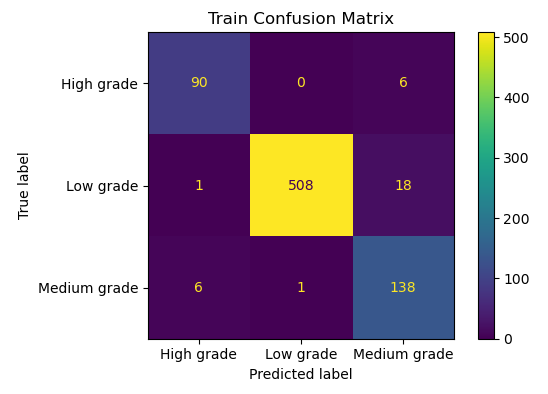 Train Confusion Matrix
True label
High grade
Low grade
Medium grade
90 0 6
1 508 18
6 1 138
High grade Low grade Medium grade
Predicted label
500
400
300
200
100
0